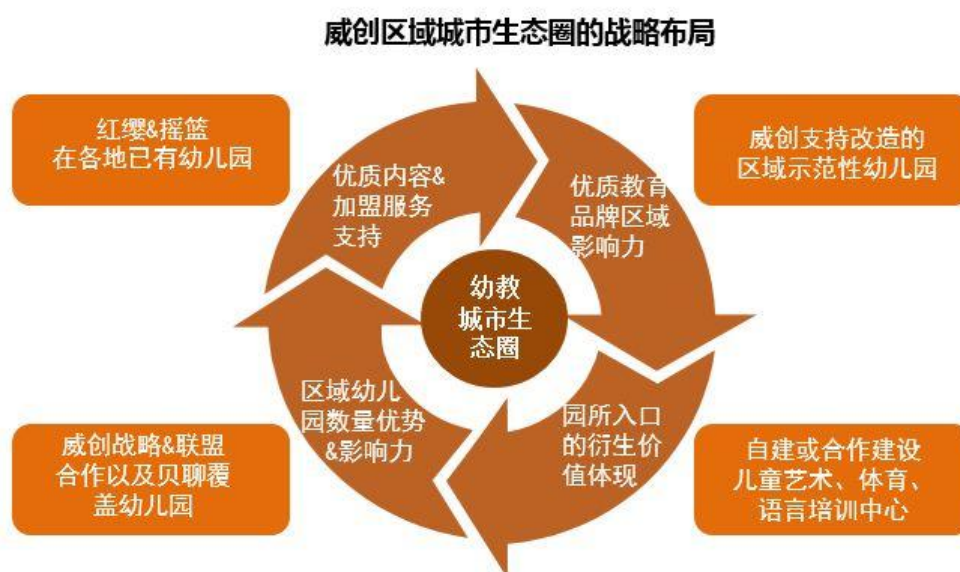 威创区域城市生态圈的战略布局
红缨&摇篮
在各地已有幼儿园
威创支持改造的
区域示范性幼儿园
优质内容&
加盟服务
支持
优质教育
品牌区域
影响力
幼教
城市生
态圈
区域幼儿
园数量优势
&影响力
园所入口
的衍生价
值体现
威创战略&联盟
合作以及贝聊覆
盖幼儿园
自建或合作建设
儿童艺术、体育、
语言培训中心